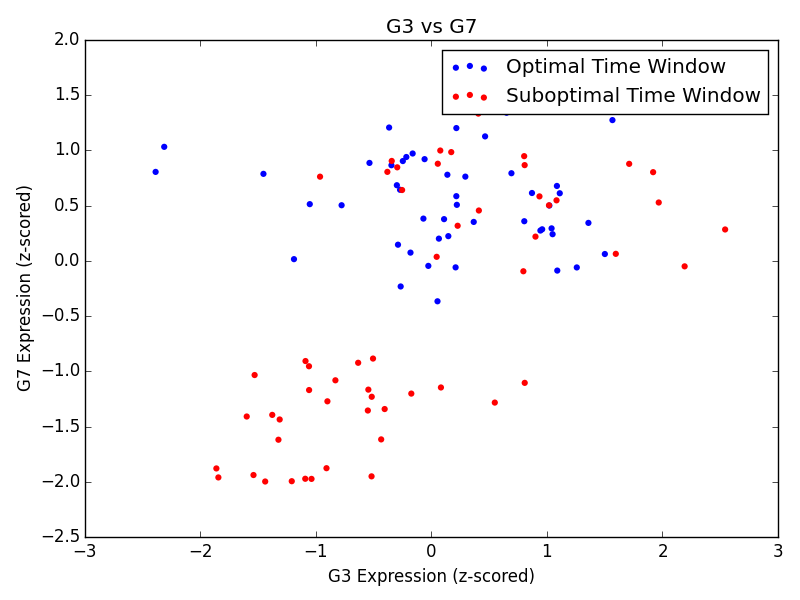 G3 vs G7
2.0
1.5
1.0
0.5
0.0
−0.5
−1.0
−1.5
−2.0
−2.5
G7 Expression (z-scored)
Optimal Time Window
Suboptimal Time Window
−3 −2 −1 0 1 2 3
G3 Expression (z-scored)